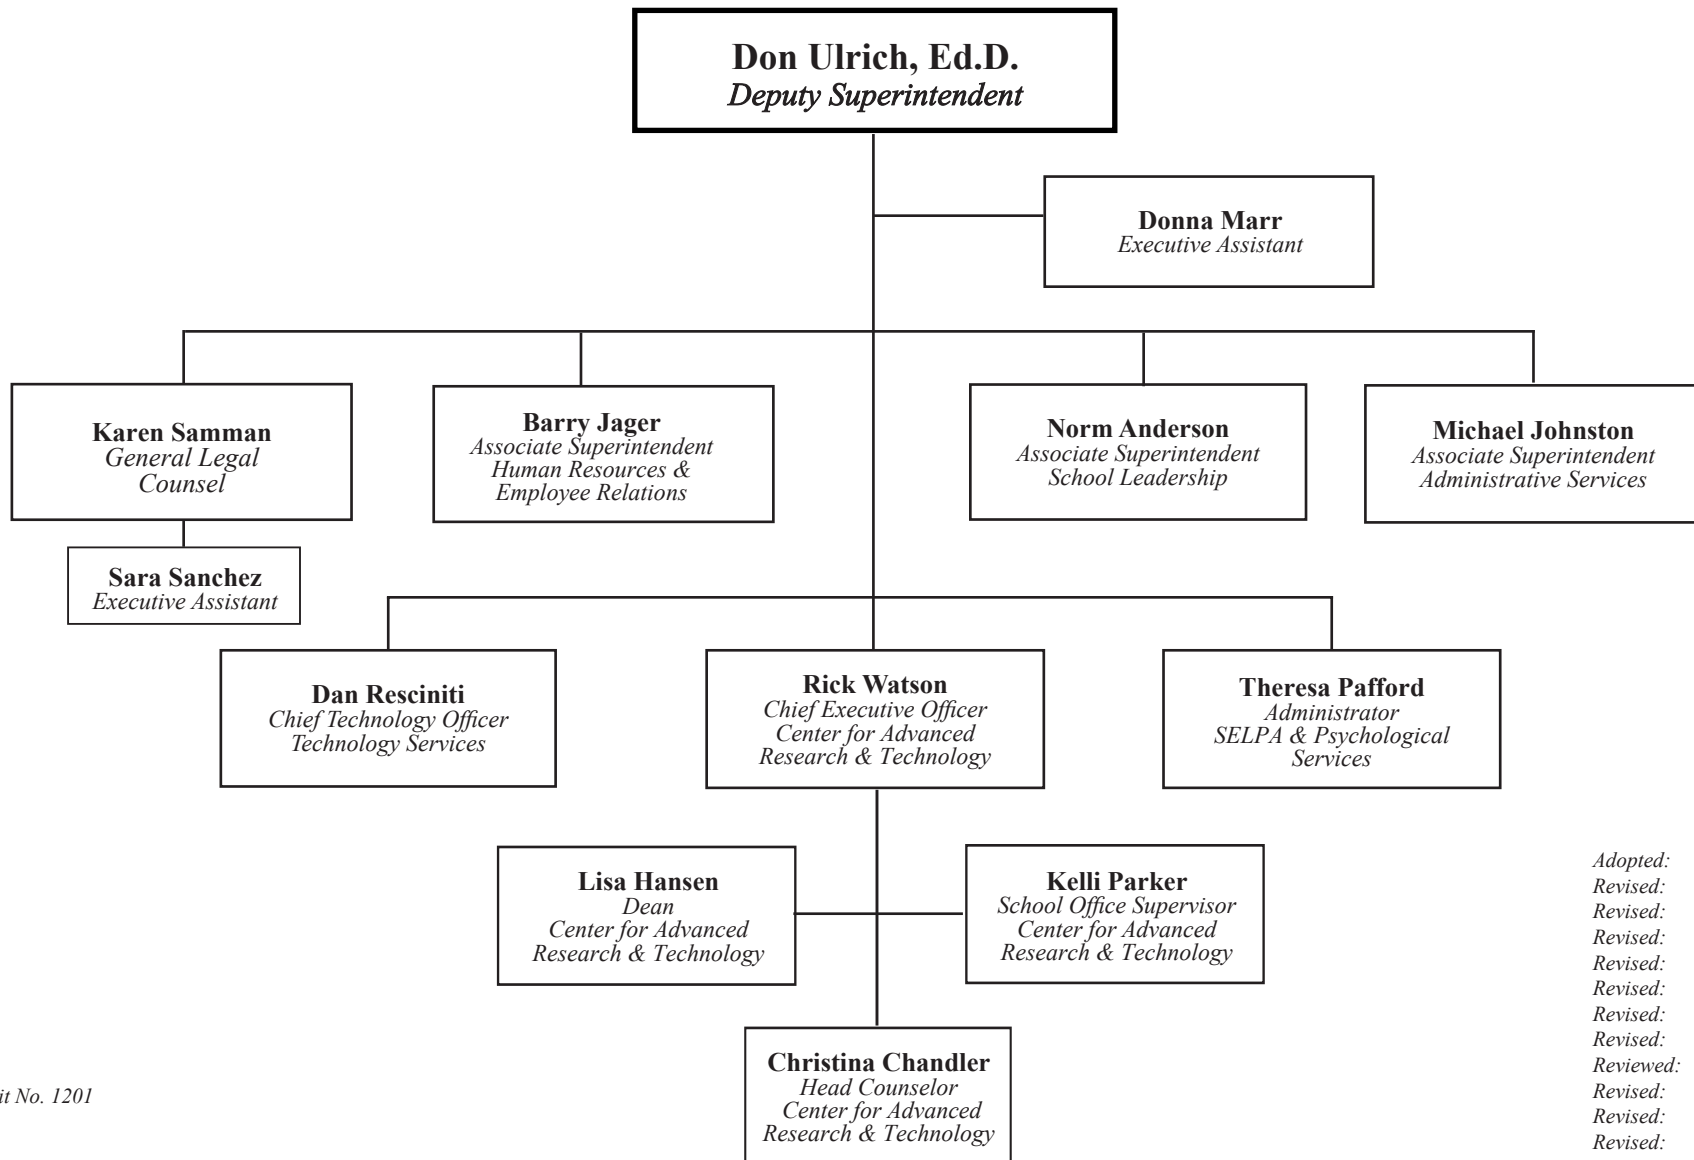 Don Ulrich, Ed.D.
Deputy Superintendent
Donna Marr
Executive Assistant
Karen Samman
General Legal
Counsel
Barry Jager
Associate Superintendent
Human Resources &
Employee Relations
Norm Anderson
Associate Superintendent
School Leadership
Michael Johnston
Associate Superintendent
Administrative Services
Sara Sanchez
Executive Assistant
Dan Resciniti
Chief Technology Officer
Technology Services
Rick Watson
Chief Executive Officer
Center for Advanced
Research & Technology
Theresa Pafford
Administrator
SELPA & Psychological
Services
Lisa Hansen
Dean
Center for Advanced
Research & Technology
Kelli Parker
School Office Supervisor
Center for Advanced
Research & Technology
Christina Chandler
Head Counselor
Center for Advanced
Research & Technology
Adopted:
Revised:
Revised:
Revised:
Revised:
Revised:
Revised:
Revised:
Reviewed:
Revised:
Revised:
Revised:
No. 1201